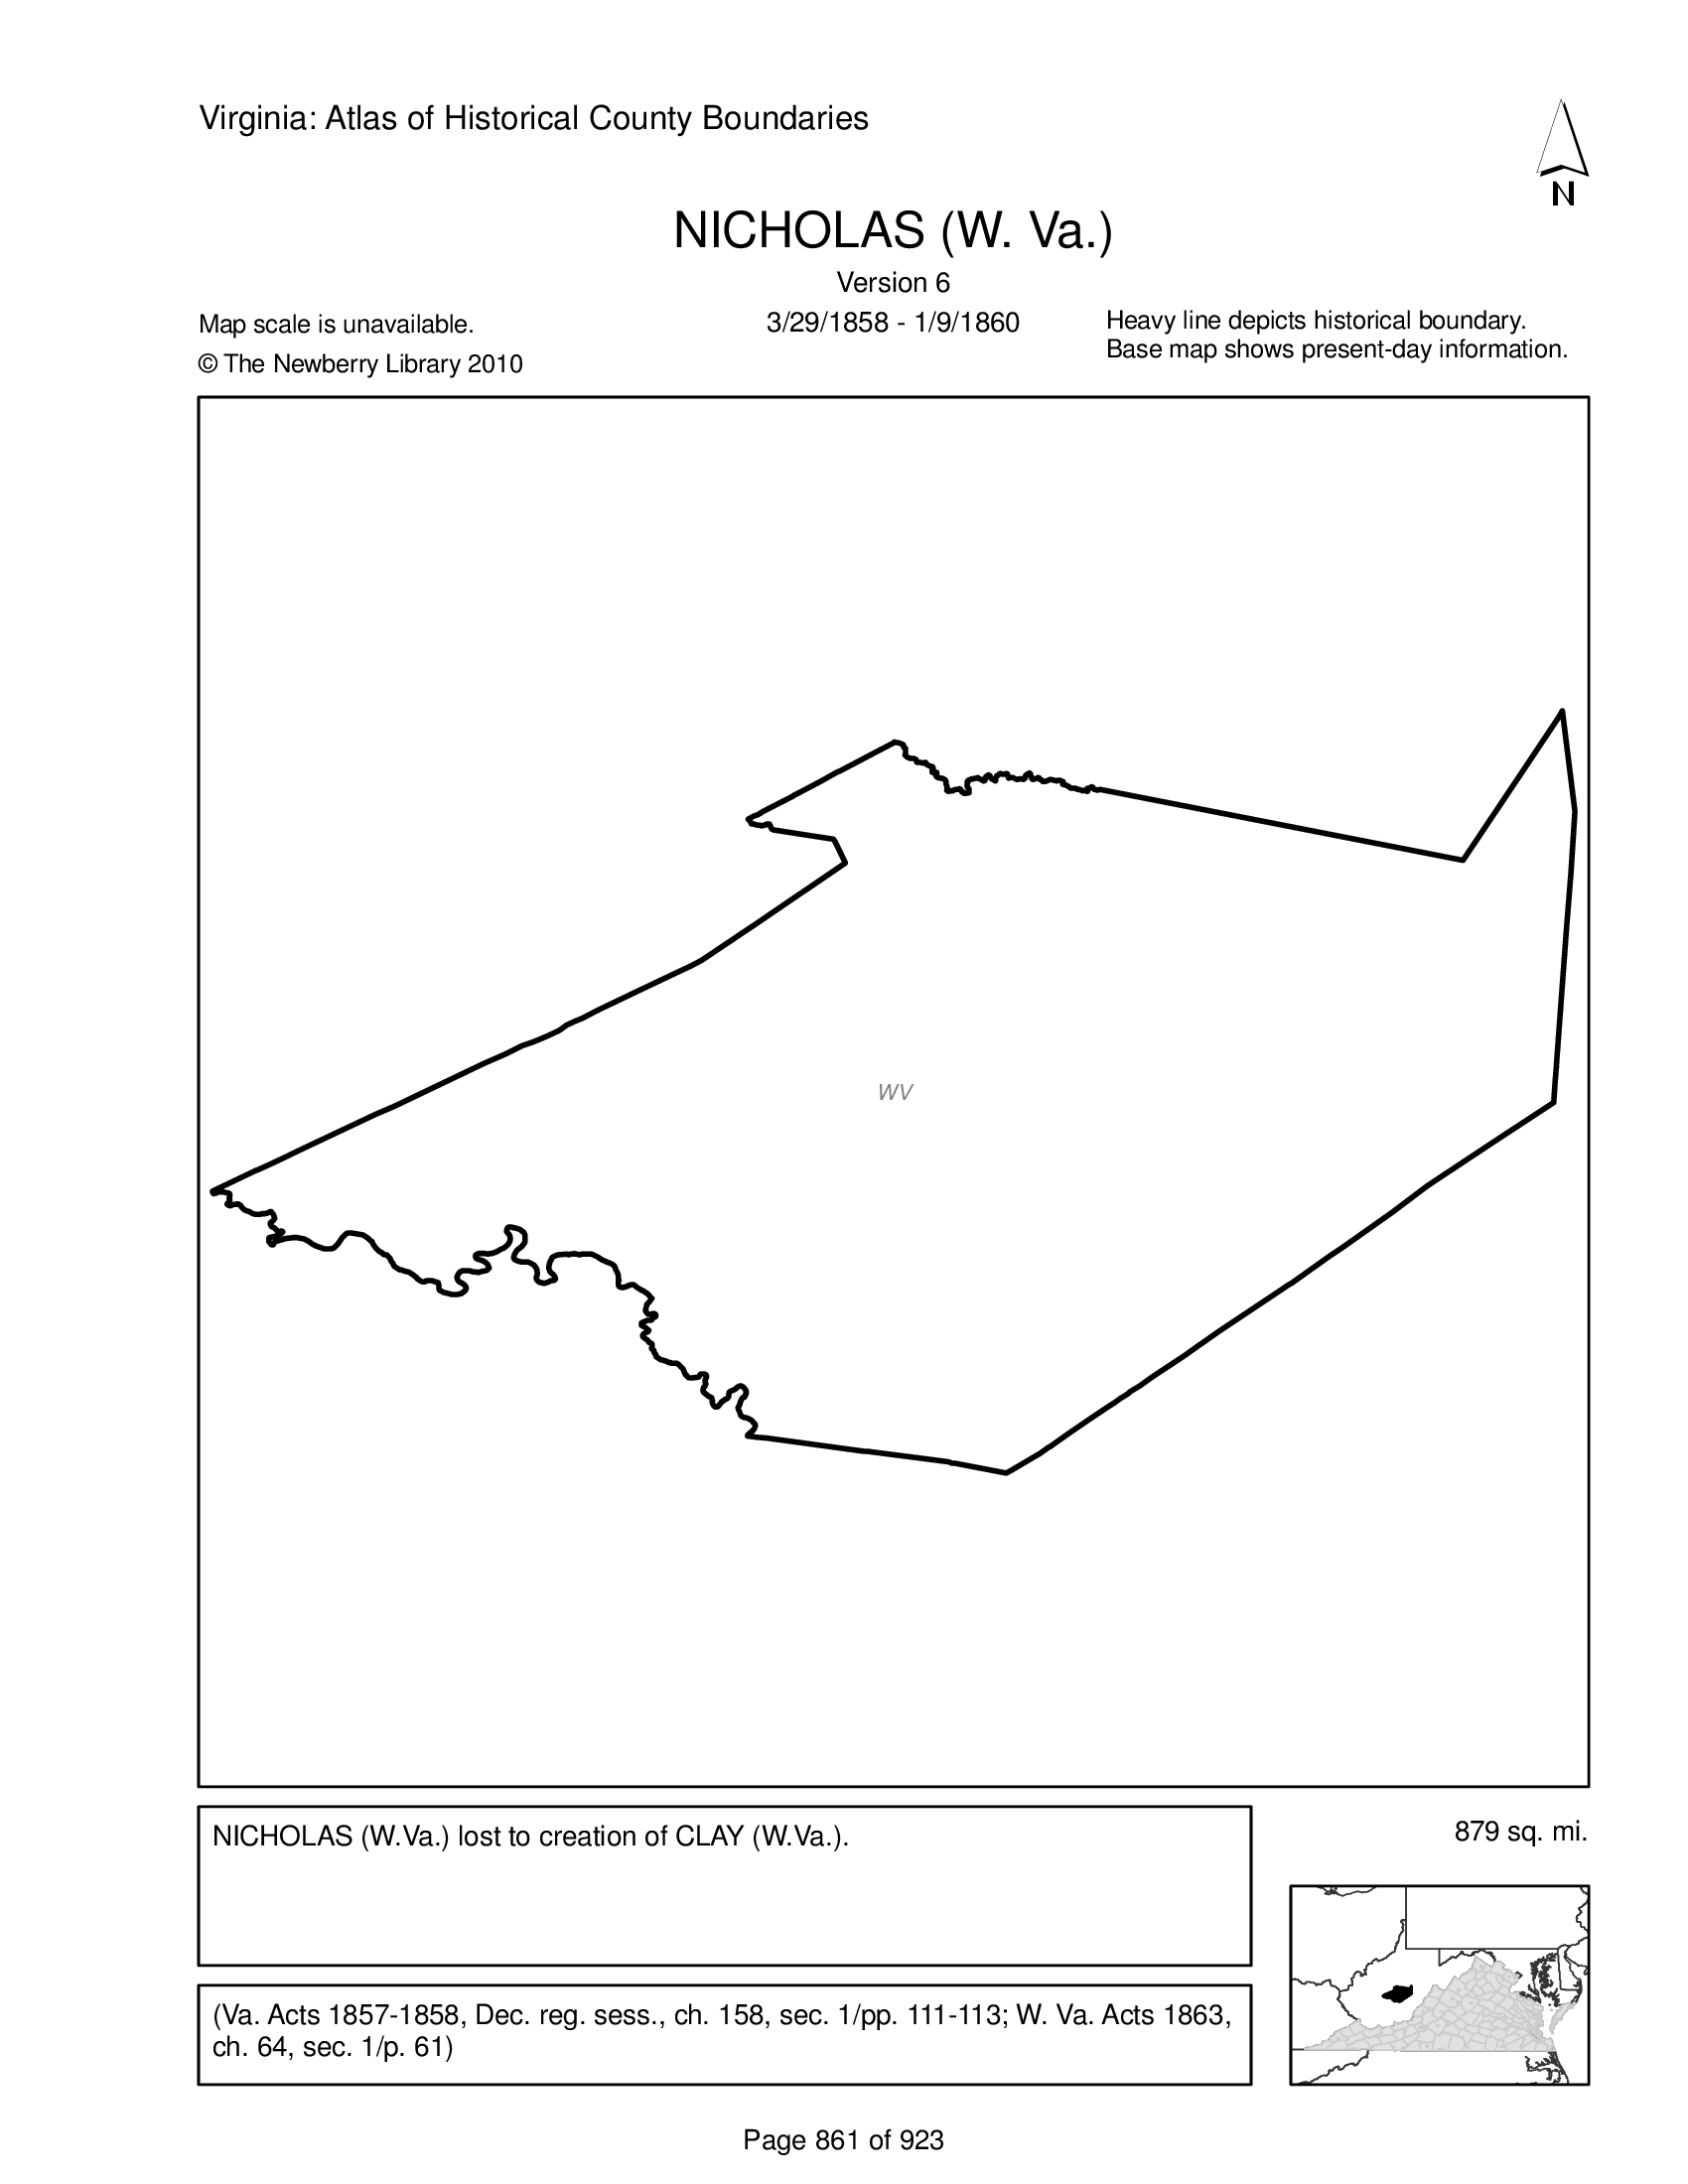 Virginia: Atlas of Historical County Boundaries
N
NICHOLAS (W. Va.)
Version 6
3/29/1858 - 1/9/1860
Map scale is unavailable.
© The Newberry Library 2010
Heavy line depicts historical boundary.
Base map shows present-day information.
WV
NICHOLAS (W.Va.) lost to creation of CLAY (W.Va.).
879 sq. mi.
(Va. Acts 1857-1858, Dec. reg. sess., ch. 158, sec. 1/pp. 111-113; W. Va. Acts 1863,
ch. 64, sec. 1/p. 61)
Page 861 of 923